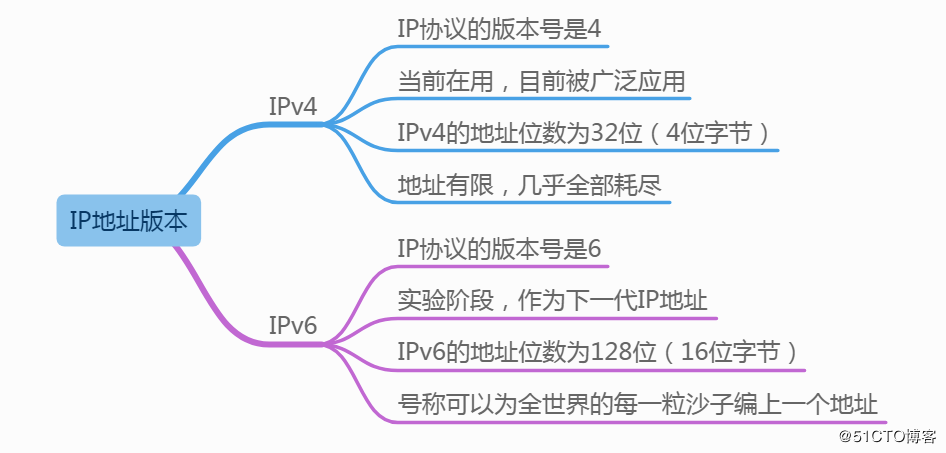 IP地址版本
IPv4
IP协议的版本号是4
当前在用，目前被广泛应用
IPv4的地址位数为32位（4位字节）
地址有限，几乎全部耗尽
IPv6
IP协议的版本号是6
实验阶段，作为下一代IP地址
IPv6的地址位数为128位（16位字节）
号称可以为全世界的每一粒沙子编上一个地址
@51CTO博客